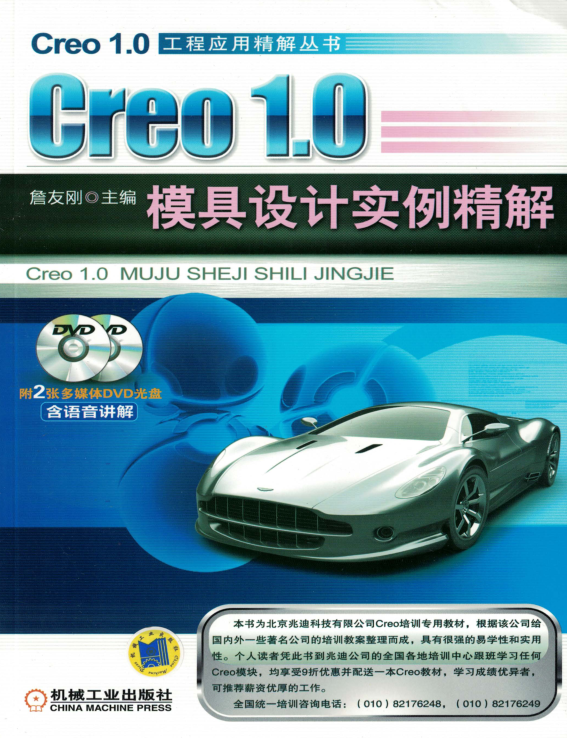 Creo 1.0 工程应用精解丛书
Creo 1.0
詹友刚◎主编 模具设计实例精解
Creo 1.0 MUJU SHEJI SHILI JINGJIE
DVD
附2张多媒体DVD光盘
含语音讲解
本书为北京兆迪科技有限公司Creo培训专用教材，根据该公司给
国内外一些著名公司的培训教案整理而成，具有很强的易学性和实用
性。个人读者凭此书到兆迪公司的全国各地培训中心跟班学习任何
Creo模块，均享受9折优惠并配送一本Creo教材，学习成绩优异者，
可推荐薪资优厚的工作。
全国统一培训咨询电话：（010）82176248，（010）82176249
机械工业出版社
CHINA MACHINE PRESS